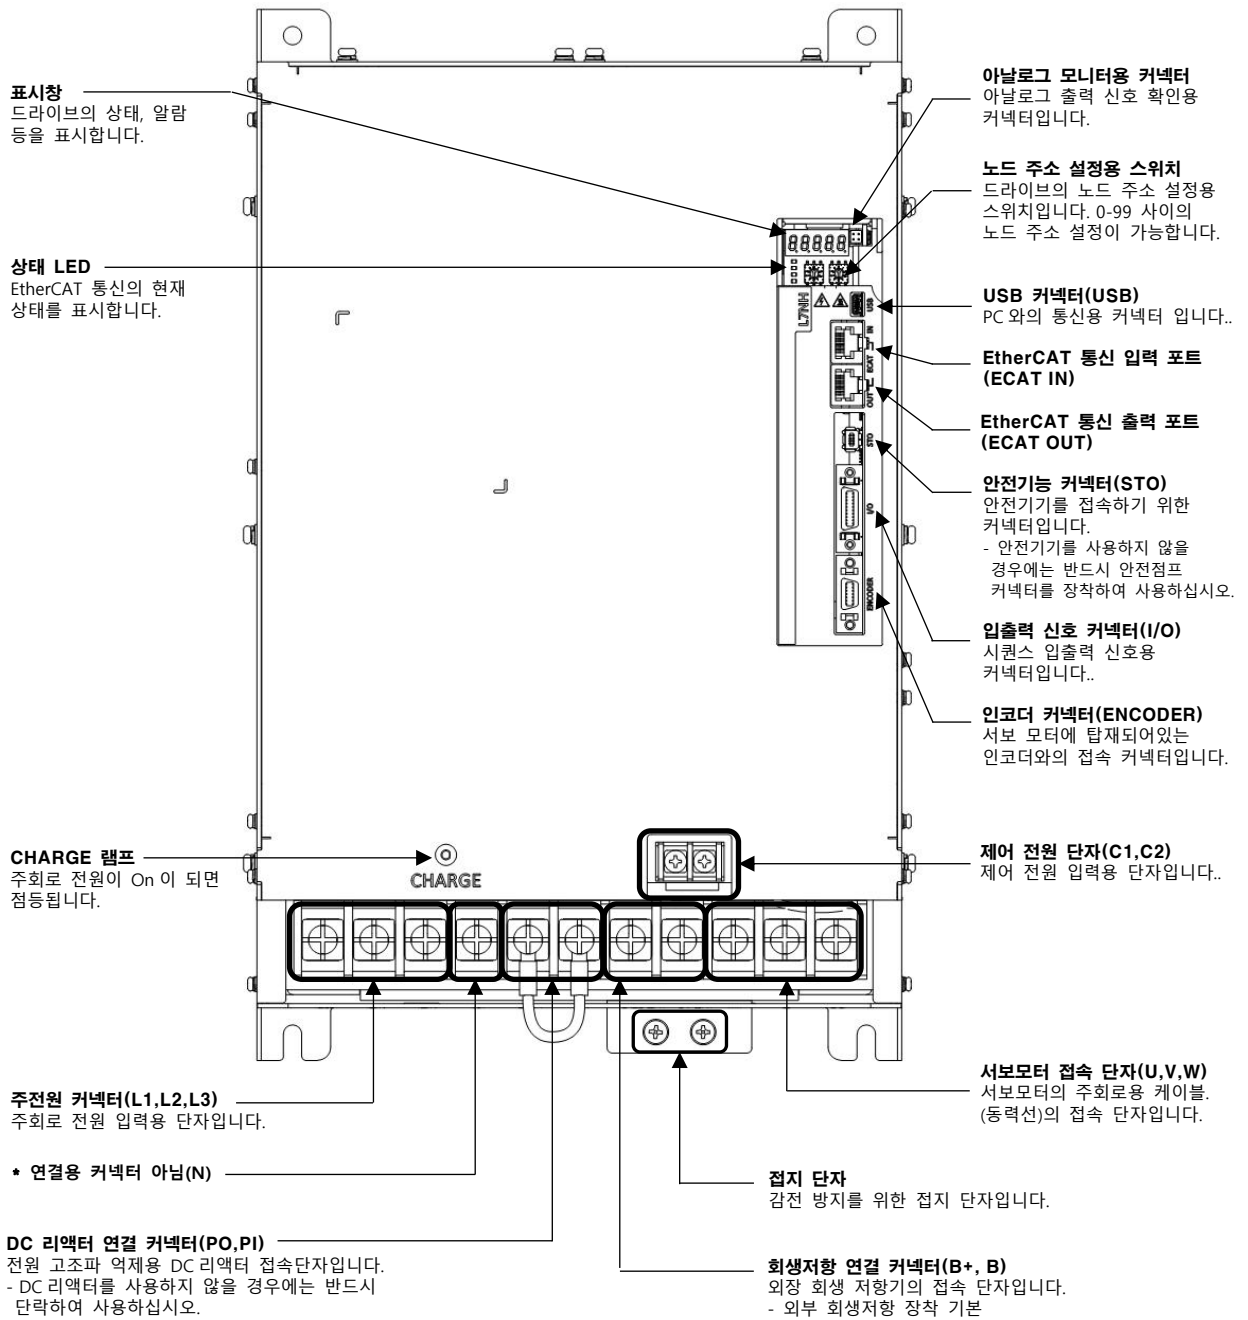 표시창
드라이브의 상태, 알람
등을 표시합니다.
상태 LED
EtherCAT 통신의 현재
상태를 표시합니다.
아날로그 모니터용 커넥터
아날로그 출력 신호 확인용
커넥터입니다.
노드 주소 설정용 스위치
드라이브의 노드 주소 설정용
스위치입니다. 0-99 사이의
노드 주소 설정이 가능합니다.
USB 커넥터(USB)
PC 와의 통신용 커넥터 입니다..
EtherCAT 통신 입력 포트
(ECAT IN)
EtherCAT 통신 출력 포트
(ECAT OUT)
안전기능 커넥터(STO)
안전기기를 접속하기 위한
커넥터입니다.
- 안전기기를 사용하지 않을
경우에는 반드시 안전점프
커넥터를 장착하여 사용하십시오.
입출력 신호 커넥터(I/O)
시퀀스 입출력 신호용
커넥터입니다..
인코더 커넥터(ENCODER)
서보 모터에 탑재되어있는
인코더와의 접속 커넥터입니다.
88888
L7NH
USB
IN
ECAT
OUT
STO
I/O
ENCODER
CHARGE 램프
주회로 전원이 On 이 되면
점등됩니다.
CHARGE
제어 전원 단자(C1,C2)
제어 전원 입력용 단자입니다..
주전원 커넥터(L1,L2,L3)
주회로 전원 입력용 단자입니다.
* 연결용 커넥터 아님(N)
DC 리액터 연결 커넥터(PO,PI)
전원 고조파 억제용 DC 리액터 접속단자입니다.
- DC 리액터를 사용하지 않을 경우에는 반드시
단락하여 사용하십시오.
서보모터 접속 단자(U,V,W)
서보모터의 주회로용 케이블.
(동력선)의 접속 단자입니다.
접지 단자
감전 방지를 위한 접지 단자입니다.
회생저항 연결 커넥터(B+, B)
외장 회생 저항기의 접속 단자입니다.
- 외부 회생저항 장착 기본